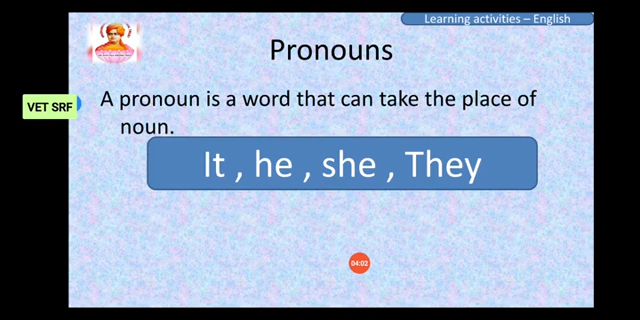 Learning activities – English
Pronouns
A pronoun is a word that can take the place of
noun.
VET SRF
It , he , she , They
04:02